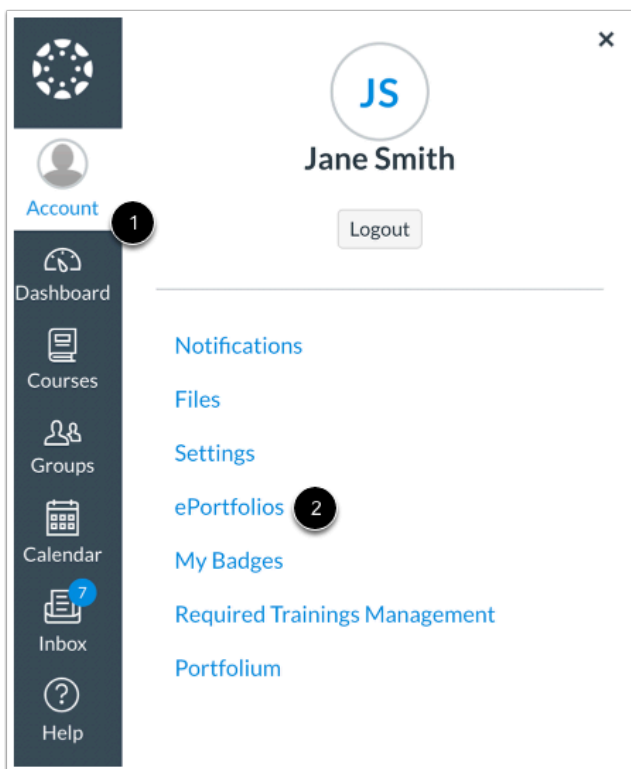 JS
Jane Smith
Logout
Account
1
Dashboard
Courses
Groups
Calendar
7
Inbox
Help
Notifications
Files
Settings
ePortfolios 2
My Badges
Required Trainings Management
Portfolium